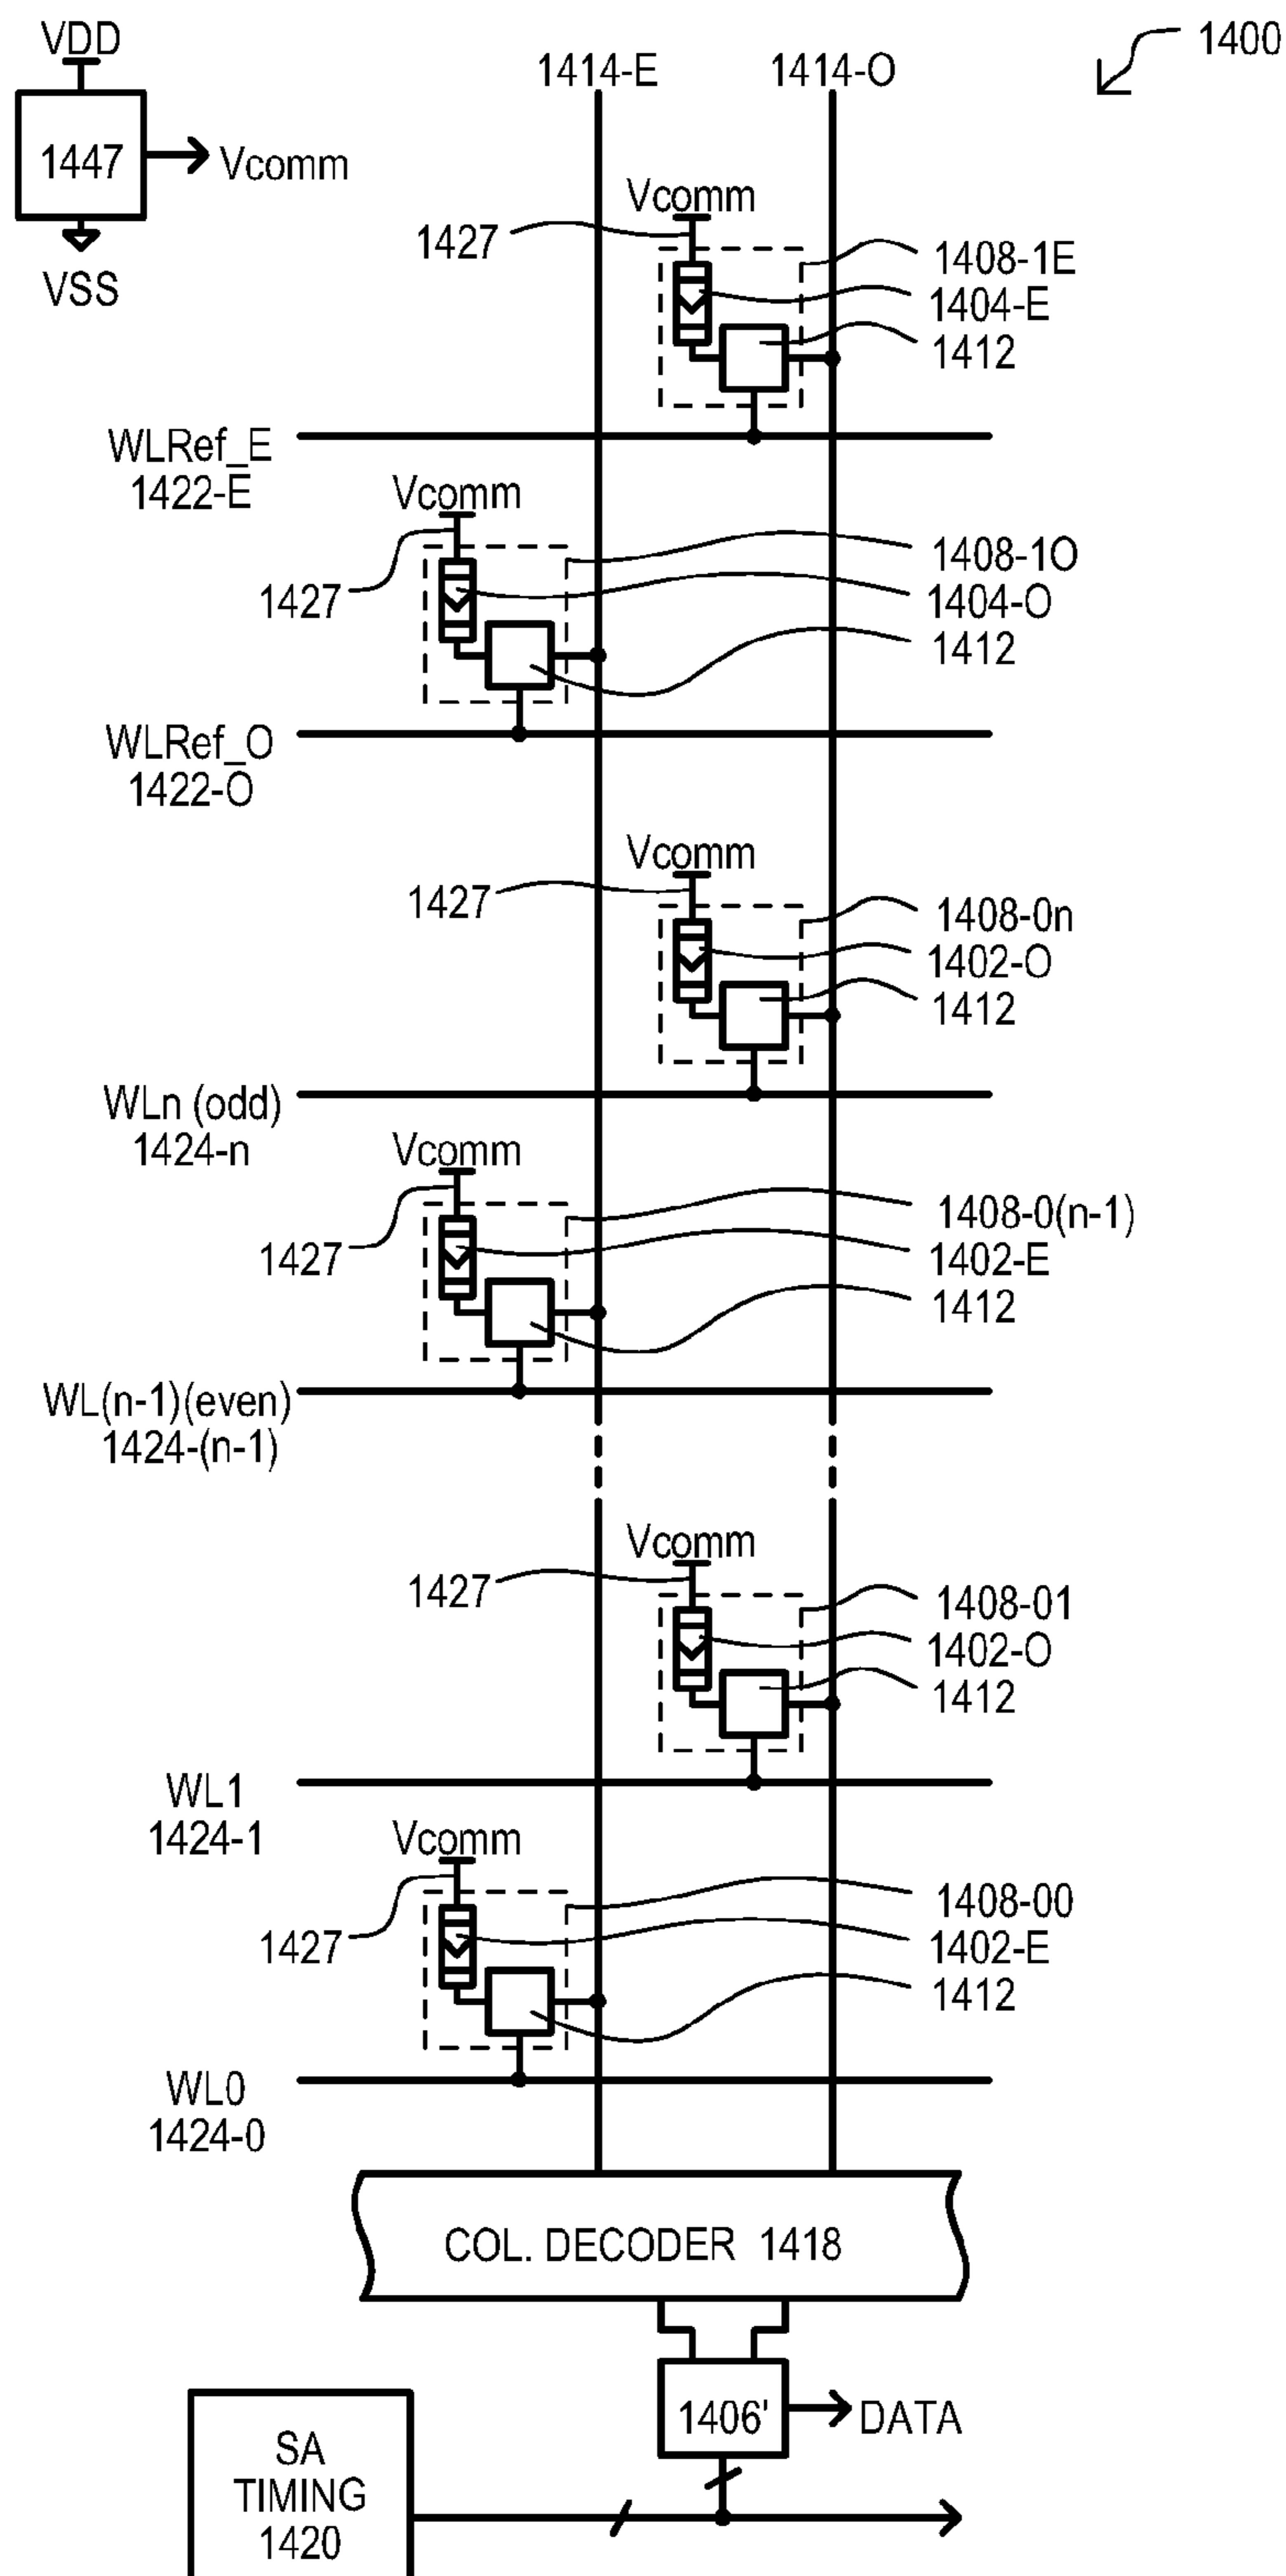 VDD
1447
Vcomm
VSS
1414-E
1414-O
1400
Vcomm
1427
1408-1E
1404-E
1412
WLRef_E
1422-E
Vcomm
1427
1408-1O
1404-O
1412
WLRef_O
1422-O
Vcomm
1427
1408-0n
1402-O
1412
WLn (odd)
1424-n
Vcomm
1427
1408-0(n-1)
1402-E
1412
WL(n-1)(even)
1424-(n-1)
Vcomm
1427
1408-01
1402-O
1412
WL1
1424-1
Vcomm
1427
1408-00
1402-E
1412
WL0
1424-0
COL. DECODER 1418
1406'
DATA
SA
TIMING
1420